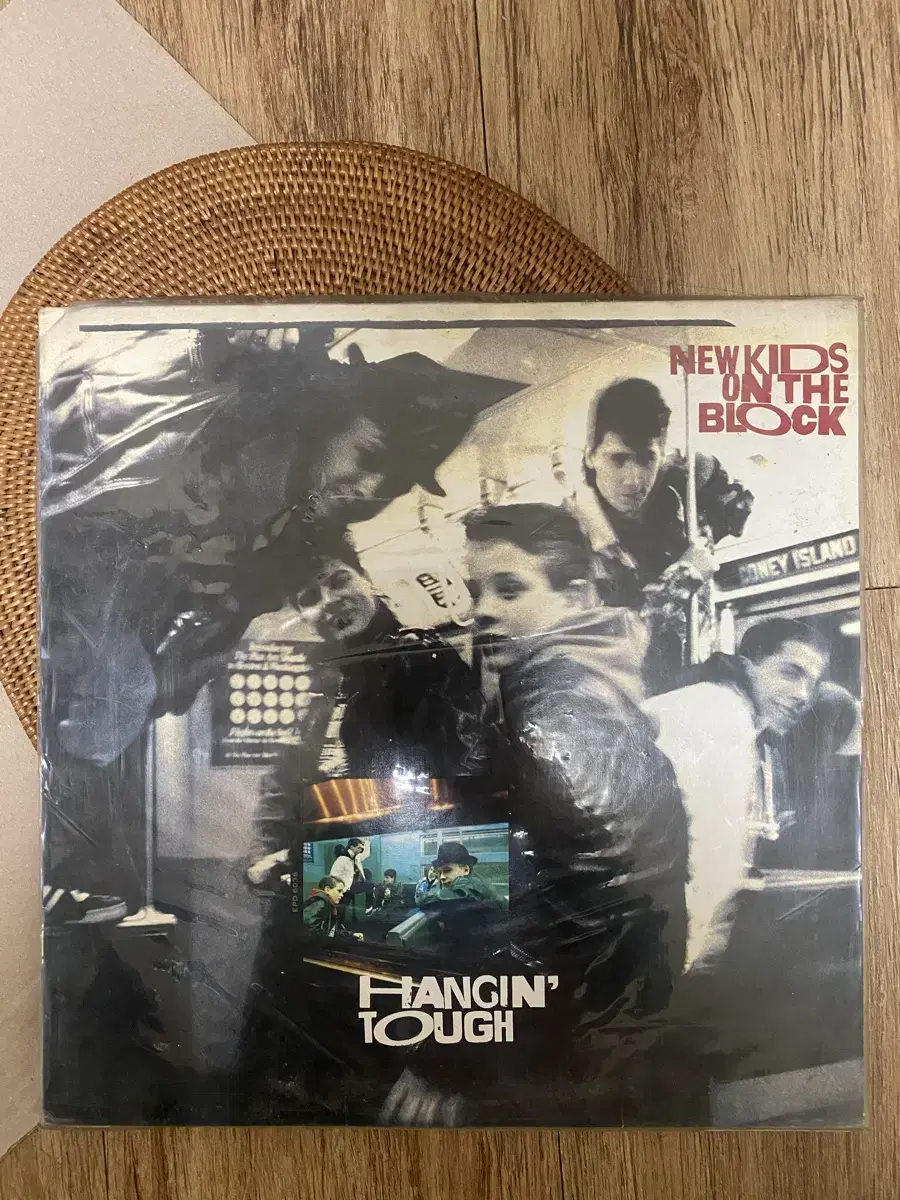 NEW KIDS
ON THE
BLOCK
CONEY ISLAND
HANGIN'
TOUGH